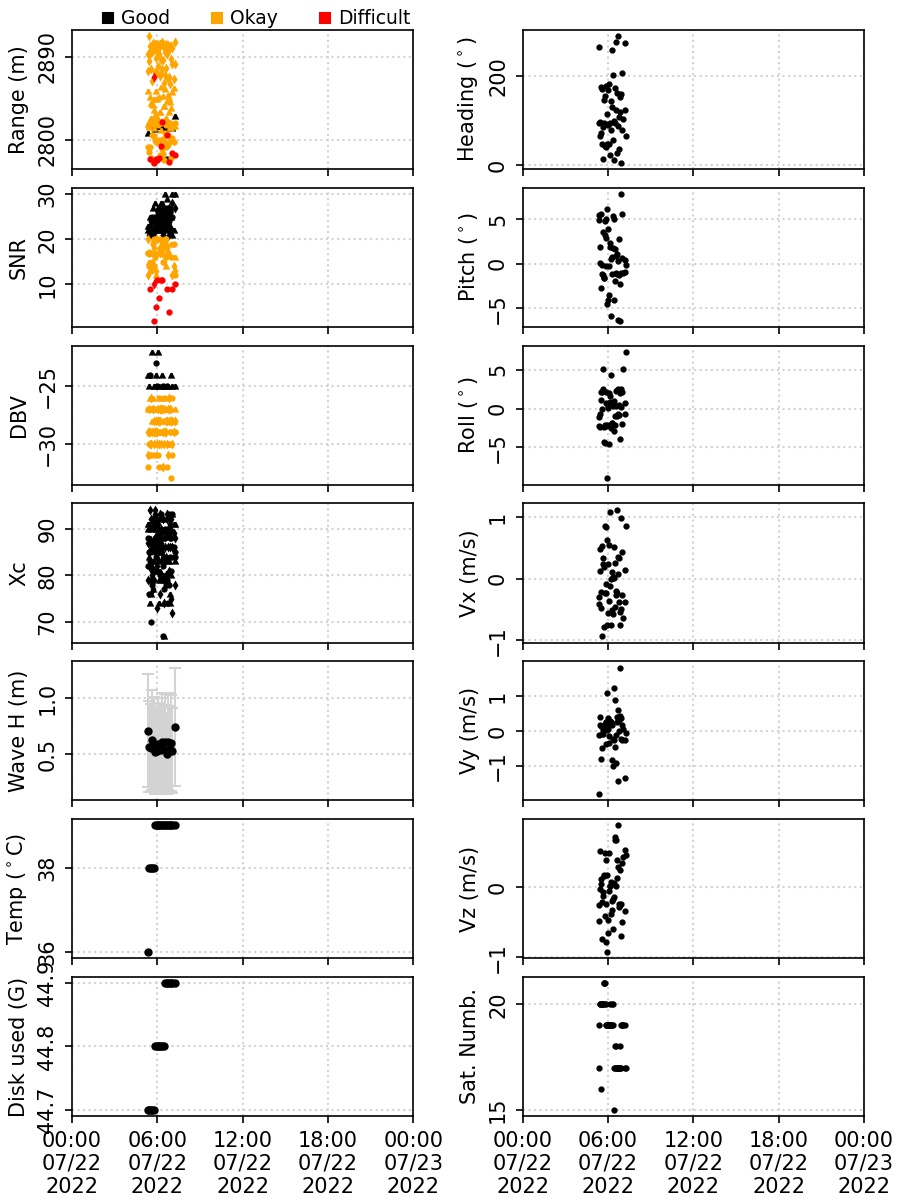 Good Okay Difficult
Range (m)
2890
2800
Heading (°)
200
0
SNR
30
20
10
Pitch (°)
5
0
−5
DBV
−25
−30
Roll (°)
5
0
−5
Xc
90
80
70
Vx (m/s)
1
0
−1
Wave H (m)
1.0
0.5
Vy (m/s)
1
0
−1
Temp (°C)
38
36
Vz (m/s)
0
−1
Disk used (G)
44.9
44.8
44.7
Sat. Numb.
20
15
00:00 06:00 12:00 18:00 00:00
07/22 07/22 07/22 07/22 07/23
2022 2022 2022 2022 2022
00:00 06:00 12:00 18:00 00:00
07/22 07/22 07/22 07/22 07/23
2022 2022 2022 2022 2022